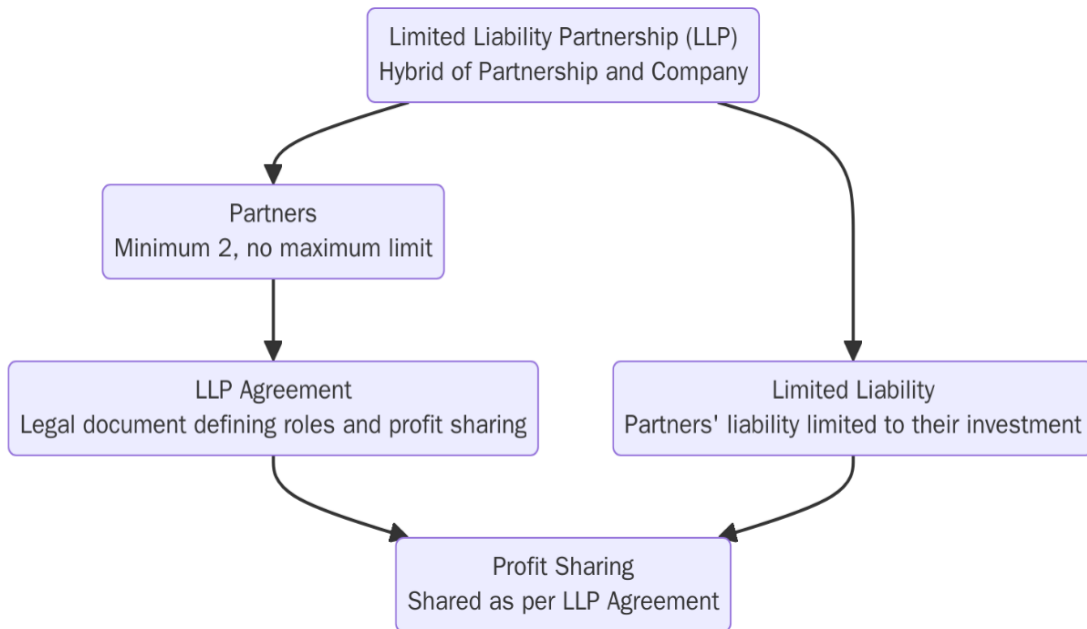 Limited Liability Partnership (LLP)
Hybrid of Partnership and Company
Partners
Minimum 2, no maximum limit
LLP Agreement
Legal document defining roles and profit sharing
Limited Liability
Partners' liability limited to their investment
Profit Sharing
Shared as per LLP Agreement